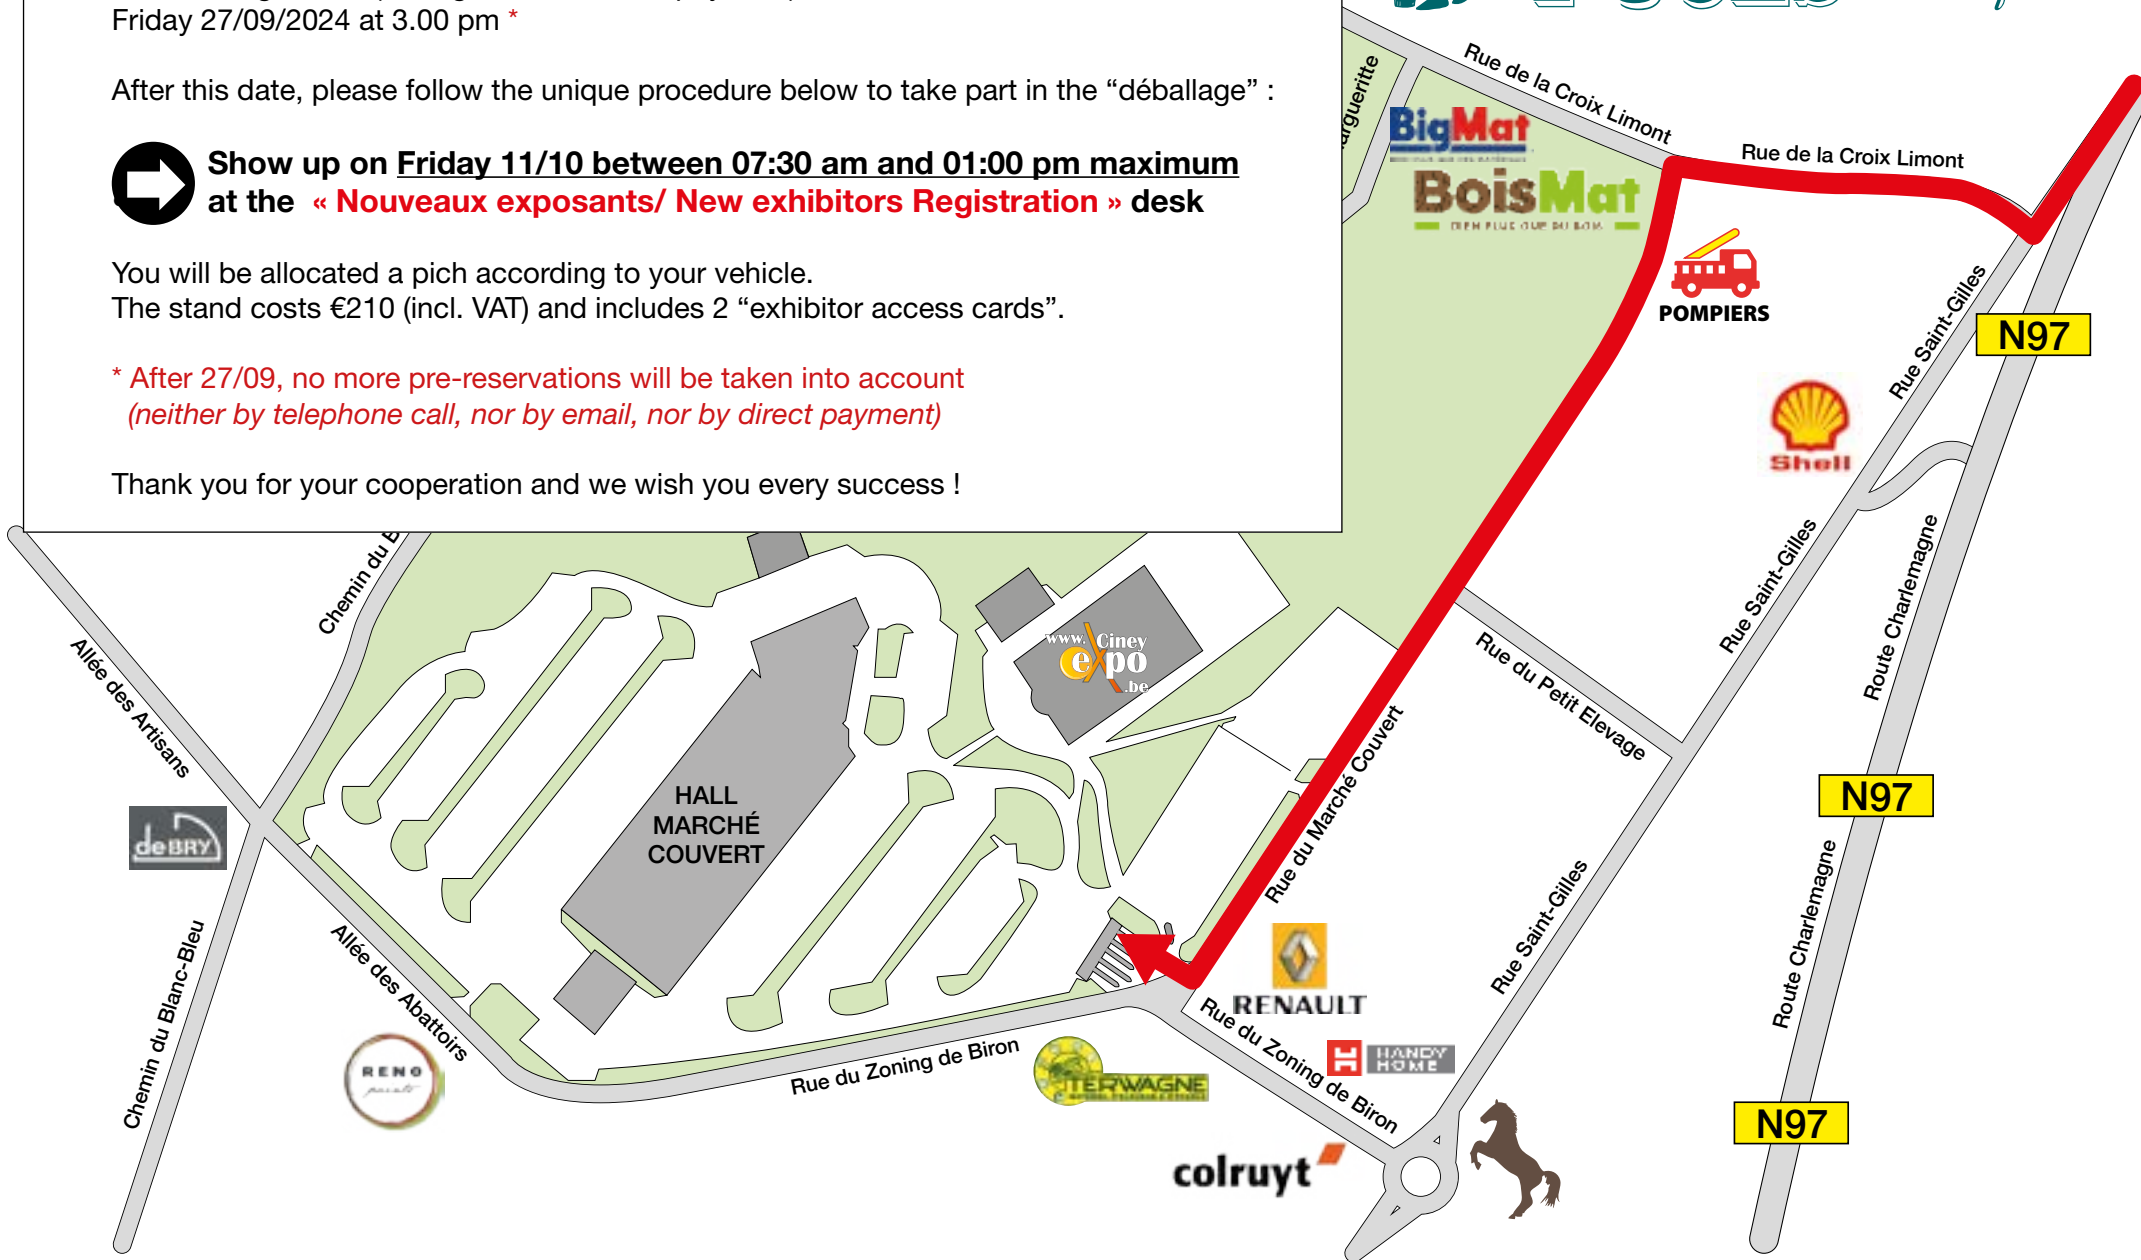 Friday 27/09/2024 at 3.00 pm *
After this date, please follow the unique procedure below to take part in the “déballage” :
Show up on Friday 11/10 between 07:30 am and 01:00 pm maximum
at the « Nouveaux exposants/ New exhibitors Registration » desk
You will be allocated a pich according to your vehicle.
The stand costs €210 (incl. VAT) and includes 2 “exhibitor access cards”.
* After 27/09, no more pre-reservations will be taken into account
(neither by telephone call, nor by email, nor by direct payment)
Thank you for your cooperation and we wish you every success !
Rue de la Croix Limont
Rue de la Croix Limont
BigMat
BoisMat
BIEN PLUS QUE DU BOIS
POMPIERS
Rue Saint-Gilles
N97
Shell
Chemin du B
Allée des Artisans
www.Ciney
expo
.be
Rue Saint-Gilles
Route Charlemagne
Rue du Petit Elevage
Rue du Marché Couvert
HALL
MARCHÉ
COUVERT
N97
deBRY
Chemin du Blanc-Bleu
Allée des Abattoirs
Rue Saint-Gilles
Route Charlemagne
RENAULT
RENO
Rue du Zoning de Biron
TERWAGNE
Rue du Zoning de Biron
HANDY
HOME
colruyt
N97